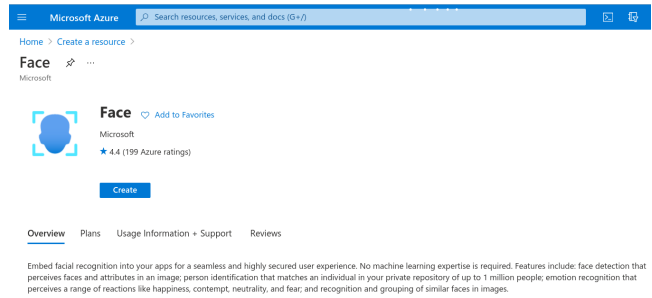 Microsoft Azure
Search resources, services, and docs (G+/)
Home > Create a resource >
Face
Microsoft
Face Add to Favorites
Microsoft
★ 4.4 (199 Azure ratings)
Create
Overview Plans Usage Information + Support Reviews
Embed facial recognition into your apps for a seamless and highly secured user experience. No machine learning expertise is required. Features include: face detection that
perceives faces and attributes in an image; person identification that matches an individual in your private repository of up to 1 million people; emotion recognition that
perceives a range of reactions like happiness, contempt, neutrality, and fear; and recognition and grouping of similar faces in images.